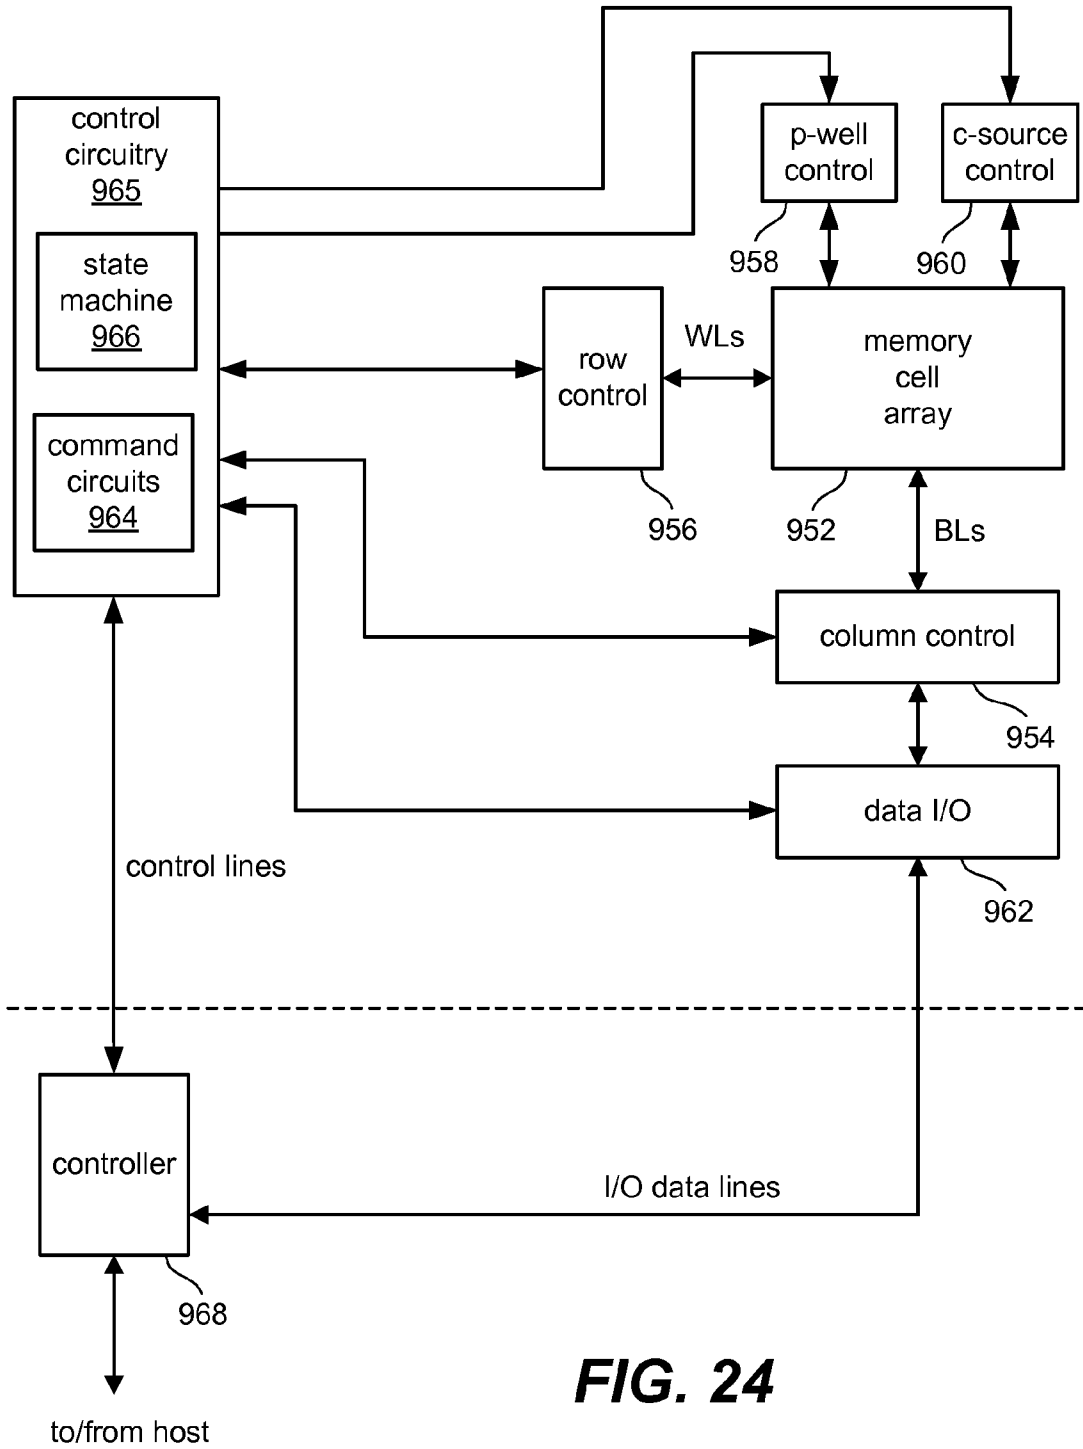 control
circuitry
965
state
machine
966
command
circuits
964
p-well
control
958
c-source
control
960
row
control
956
WLs
memory
cell
array
952
BLs
column control
954
data I/O
962
control lines
controller
968
I/O data lines
to/from host
FIG. 24